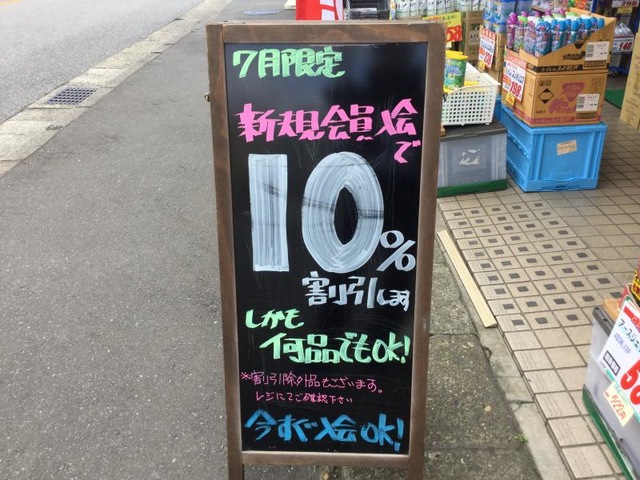 7月限定
新規会員入会で
10%
割引します
しかも
何品でもOK!
※割引除外品もございます。
レジにてご確認下さい
今すぐ入会OK!